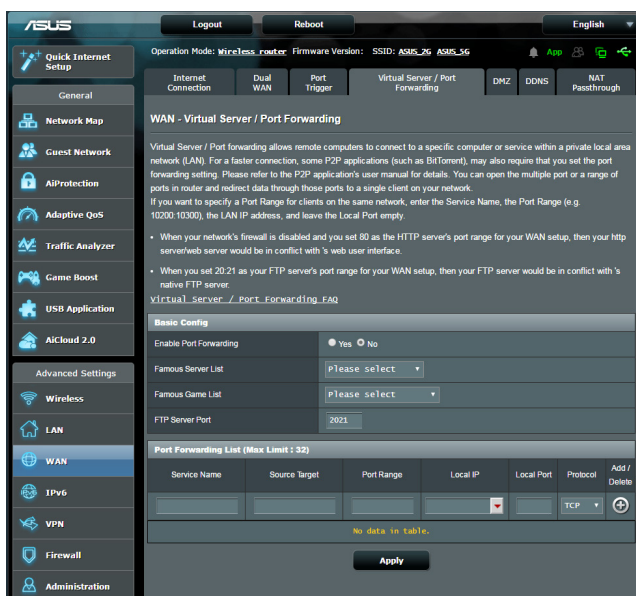 ASUS
Logout
Reboot
English
Quick Internet
Setup
General
Network Map
Guest Network
AiProtection
Adaptive QoS
Traffic Analyzer
Game Boost
USB Application
AiCloud 2.0
Advanced Settings
Wireless
LAN
WAN
IPv6
IPv6
VPN
Firewall
Administration
Operation Mode: Wireless router Firmware Version: SSID: ASUS_2G ASUS_5G
App
Internet
Connection
Dual
WAN
Port
Trigger
Virtual Server / Port
Forwarding
DMZ
DDNS
NAT
Passthrough
WAN - Virtual Server / Port Forwarding
Virtual Server / Port forwarding allows remote computers to connect to a specific computer or service within a private local area
network (LAN). For a faster connection, some P2P applications (such as BitTorrent), may also require that you set the port
forwarding setting. Please refer to the P2P application's user manual for details. You can open the multiple port or a range of
ports in router and redirect data through those ports to a single client on your network.
If you want to specify a Port Range for clients on the same network, enter the Service Name, the Port Range (e.g.
10200:10300), the LAN IP address, and leave the Local Port empty.
• When your network's firewall is disabled and you set 80 as the HTTP server's port range for your WAN setup, then your http
server/web server would be in conflict with 's web user interface.
• When you set 20:21 as your FTP server's port range for your WAN setup, then your FTP server would be in conflict with 's
native FTP server.
Virtual Server / Port Forwarding FAQ
Basic Config
Enable Port Forwarding
Yes No
Famous Server List
Please select
Famous Game List
Please select
FTP Server Port
2021
Port Forwarding List (Max Limit : 32)
Service Name
Source Target
Port Range
Local IP
Local Port
Protocol
Add /
Delete
TCP
No data in table.
Apply